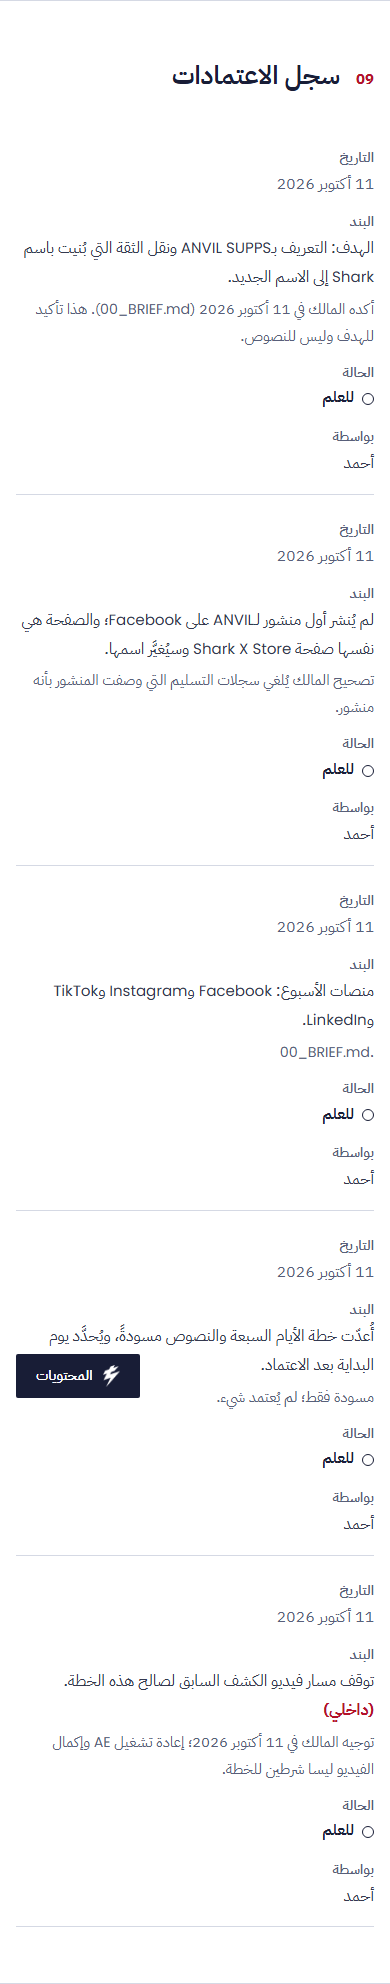 09 سجل الاعتمادات
التاريخ
11 أكتوبر 2026
البند
الهدف: التعريف بـANVIL SUPPS ونقل الثقة التي بُنيت باسم
Shark إلى الاسم الجديد.
أكده المالك في 11 أكتوبر 2026 (00_BRIEF.md). هذا تأكيد
للهدف وليس للنصوص.
الحالة
للعلم
بواسطة
أحمد
التاريخ
11 أكتوبر 2026
البند
لم يُنشر أول منشور لـANVIL على Facebook؛ والصفحة هي
نفسها صفحة Shark X Store وسيُغيَّر اسمها.
تصحيح المالك يُلغي سجلات التسليم التي وصفت المنشور بأنه
منشور.
الحالة
للعلم
بواسطة
أحمد
التاريخ
11 أكتوبر 2026
البند
منصات الأسبوع: Facebook وInstagram وTikTok
وLinkedIn.
00_BRIEF.md.
الحالة
للعلم
بواسطة
أحمد
التاريخ
11 أكتوبر 2026
البند
أُعدّت خطة الأيام السبعة والنصوص مسودةً، ويُحدَّد يوم
البداية بعد الاعتماد.
المحتويات
مسودة فقط؛ لم يُعتمد شيء.
الحالة
للعلم
بواسطة
أحمد
التاريخ
11 أكتوبر 2026
البند
توقف مسار فيديو الكشف السابق لصالح هذه الخطة.
(داخلي)
توجيه المالك في 11 أكتوبر 2026؛ إعادة تشغيل AE وإكمال
الفيديو ليسا شرطين للخطة.
الحالة
للعلم
بواسطة
أحمد